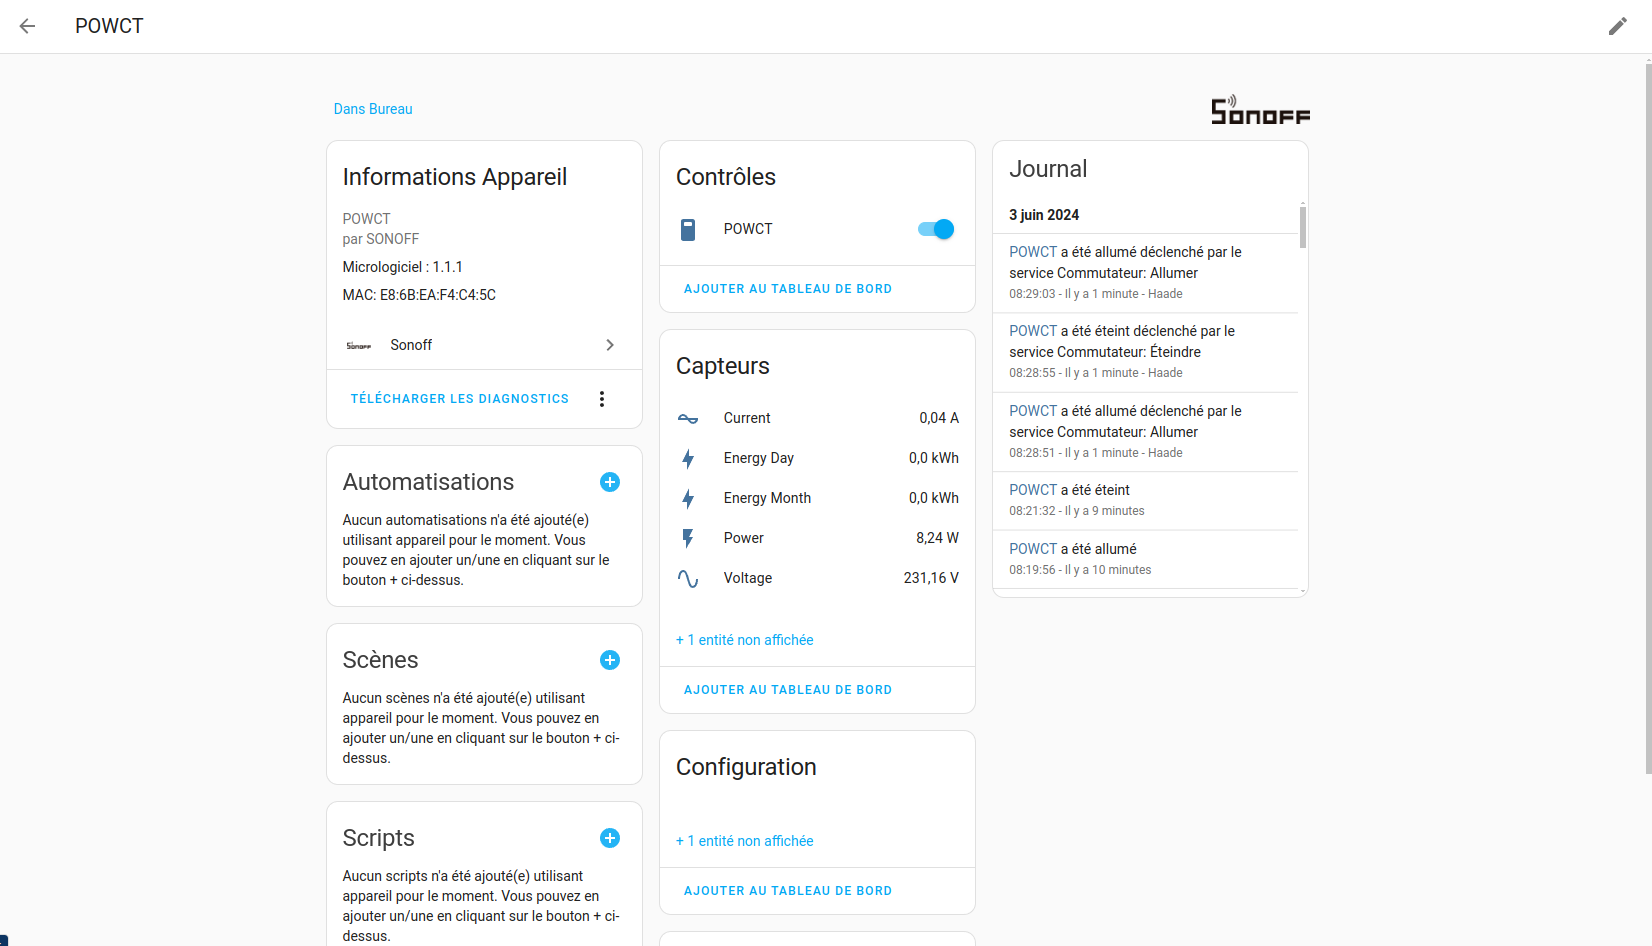 POWCT
Dans Bureau
SONOFF
Informations Appareil
POWCT
par SONOFF
Micrologiciel : 1.1.1
MAC: E8:6B:EA:F4:C4:5C
SONOFF
Sonoff
TÉLÉCHARGER LES DIAGNOSTICS
Automatisations
Aucun automatisations n'a été ajouté(e)
utilisant appareil pour le moment. Vous
pouvez en ajouter un/une en cliquant sur le
bouton + ci-dessus.
Scènes
Aucun scènes n'a été ajouté(e) utilisant
appareil pour le moment. Vous pouvez en
ajouter un/une en cliquant sur le bouton + ci-
dessus.
Scripts
Aucun scripts n'a été ajouté(e) utilisant
appareil pour le moment. Vous pouvez en
ajouter un/une en cliquant sur le bouton + ci-
dessus.
Contrôles
POWCT
AJOUTER AU TABLEAU DE BORD
Capteurs
Current 0,04 A
Energy Day 0,0 kWh
Energy Month 0,0 kWh
Power 8,24 W
Voltage 231,16 V
+ 1 entité non affichée
AJOUTER AU TABLEAU DE BORD
Configuration
+ 1 entité non affichée
AJOUTER AU TABLEAU DE BORD
Journal
3 juin 2024
POWCT a été allumé déclenché par le
service Commutateur: Allumer
08:29:03 - Il y a 1 minute - Haade
POWCT a été éteint déclenché par le
service Commutateur: Éteindre
08:28:55 - Il y a 1 minute - Haade
POWCT a été allumé déclenché par le
service Commutateur: Allumer
08:28:51 - Il y a 1 minute - Haade
POWCT a été éteint
08:21:32 - Il y a 9 minutes
POWCT a été allumé
08:19:56 - Il y a 10 minutes